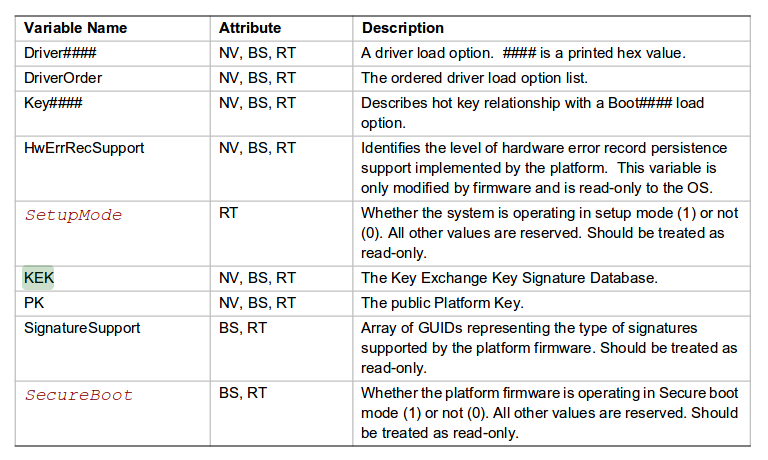 Variable Name Attribute Description
Driver#### NV, BS, RT A driver load option. #### is a printed hex value.
DriverOrder NV, BS, RT The ordered driver load option list.
Key#### NV, BS, RT Describes hot key relationship with a Boot#### load
option.
HwErrRecSupport NV, BS, RT Identifies the level of hardware error record persistence
support implemented by the platform. This variable is
only modified by firmware and is read-only to the OS.
SetupMode RT Whether the system is operating in setup mode (1) or not
(0). All other values are reserved. Should be treated as
read-only.
KEK NV, BS, RT The Key Exchange Key Signature Database.
PK NV, BS, RT The public Platform Key.
SignatureSupport BS, RT Array of GUIDs representing the type of signatures
supported by the platform firmware. Should be treated as
read-only.
SecureBoot BS, RT Whether the platform firmware is operating in Secure boot
mode (1) or not (0). All other values are reserved. Should
be treated as read-only.